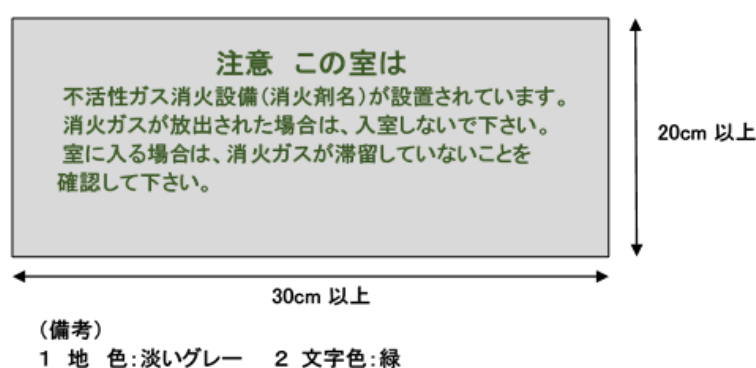 注意 この室は
不活性ガス消火設備(消火剤名)が設置されています。
消火ガスが放出された場合は、入室しないで下さい。
室に入る場合は、消火ガスが滞留していないことを
確認して下さい。
20cm 以上
30cm 以上
(備考)
1 地 色:淡いグレー 2 文字色:緑